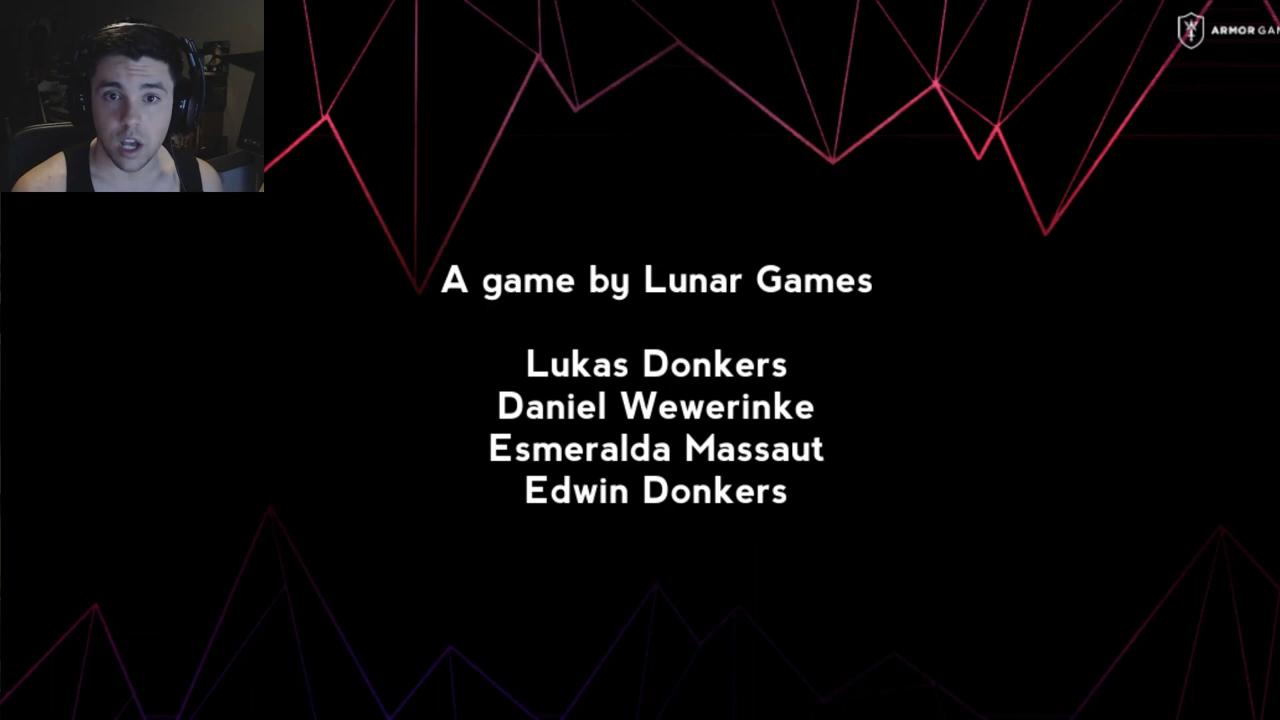 ARMOR GAM
A game by Lunar Games
Lukas Donkers
Daniel Wewerinke
Esmeralda Massaut
Edwin Donkers